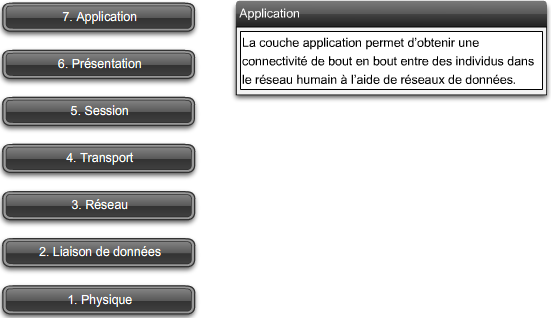 7. Application
6. Présentation
5. Session
4. Transport
3. Réseau
2. Liaison de données
1. Physique
Application
La couche application permet d'obtenir une
connectivité de bout en bout entre des individus dans
le réseau humain à l'aide de réseaux de données.